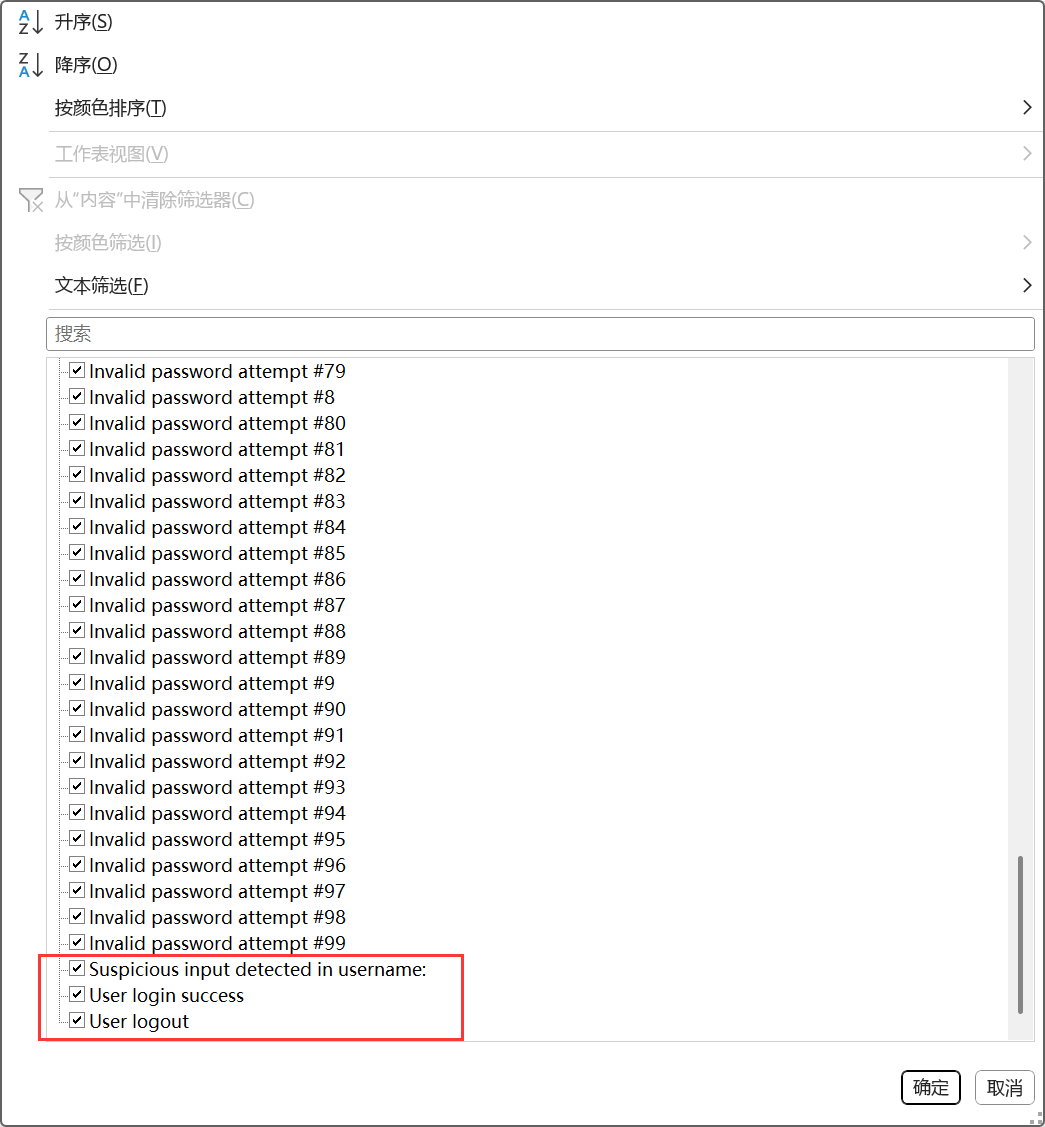 升序(S)
降序(O)
按颜色排序(T)
工作表视图(V)
从“内容”中清除筛选器(C)
按颜色筛选(I)
文本筛选(F)
搜索
Invalid password attempt #79
Invalid password attempt #8
Invalid password attempt #80
Invalid password attempt #81
Invalid password attempt #82
Invalid password attempt #83
Invalid password attempt #84
Invalid password attempt #85
Invalid password attempt #86
Invalid password attempt #87
Invalid password attempt #88
Invalid password attempt #89
Invalid password attempt #9
Invalid password attempt #90
Invalid password attempt #91
Invalid password attempt #92
Invalid password attempt #93
Invalid password attempt #94
Invalid password attempt #95
Invalid password attempt #96
Invalid password attempt #97
Invalid password attempt #98
Invalid password attempt #99
Suspicious input detected in username:
User login success
User logout
确定 取消